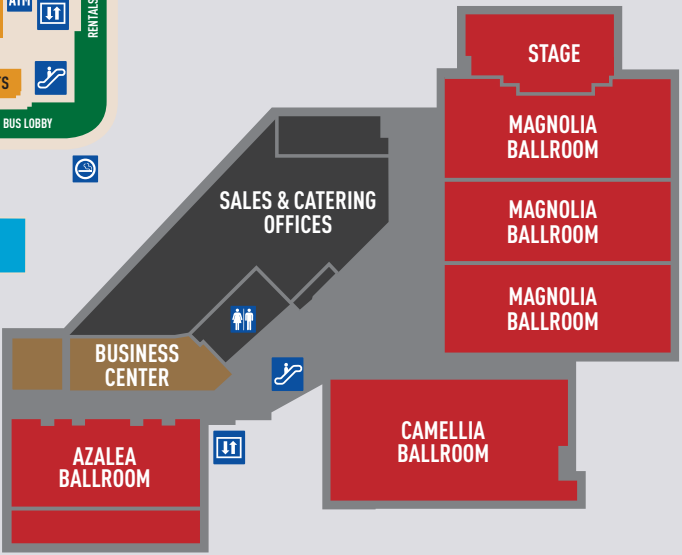 ATM
RENTALS
TS
BUS LOBBY
STAGE
MAGNOLIA
BALLROOM
MAGNOLIA
BALLROOM
MAGNOLIA
BALLROOM
SALES & CATERING
OFFICES
BUSINESS
CENTER
AZALEA
BALLROOM
CAMELLIA
BALLROOM